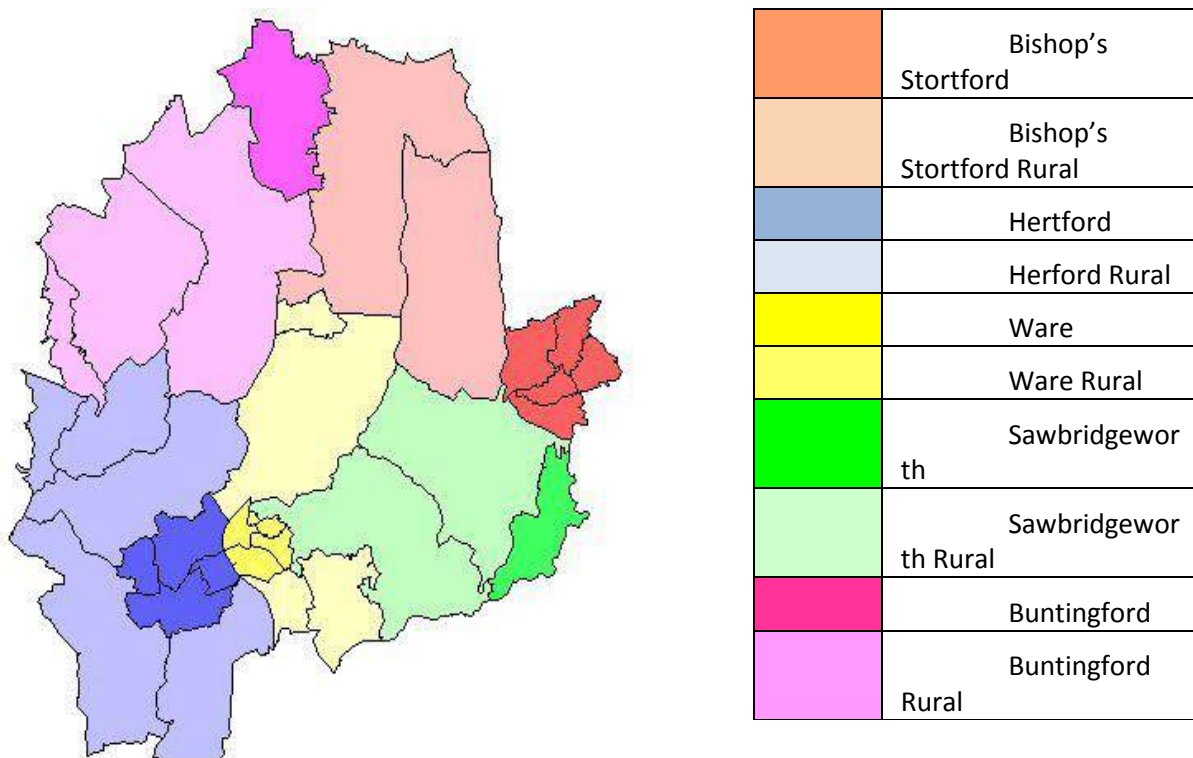 Bishop’s
Stortford
Bishop’s
Stortford Rural
Hertford
Herford Rural
Ware
Ware Rural
Sawbridgewor
th
Sawbridgewor
th Rural
Buntingford
Buntingford
Rural